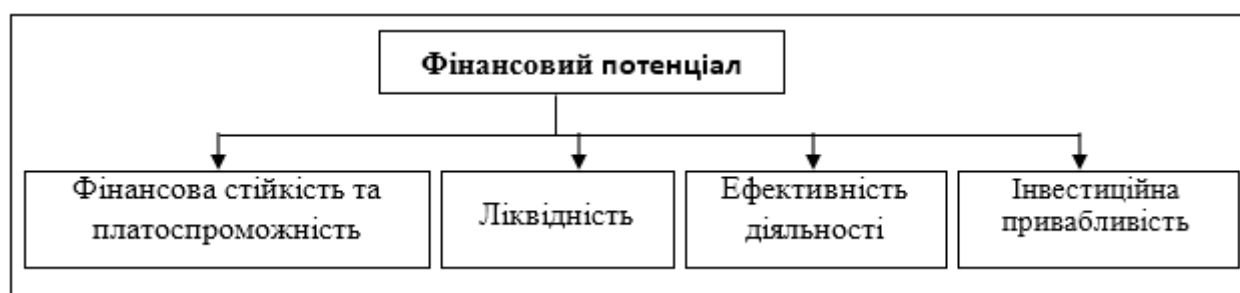 Фінансовий потенціал
Фінансова стійкість та
платоспроможність
Ліквідність
Ефективність
діяльності
Інвестиційна
привабливість